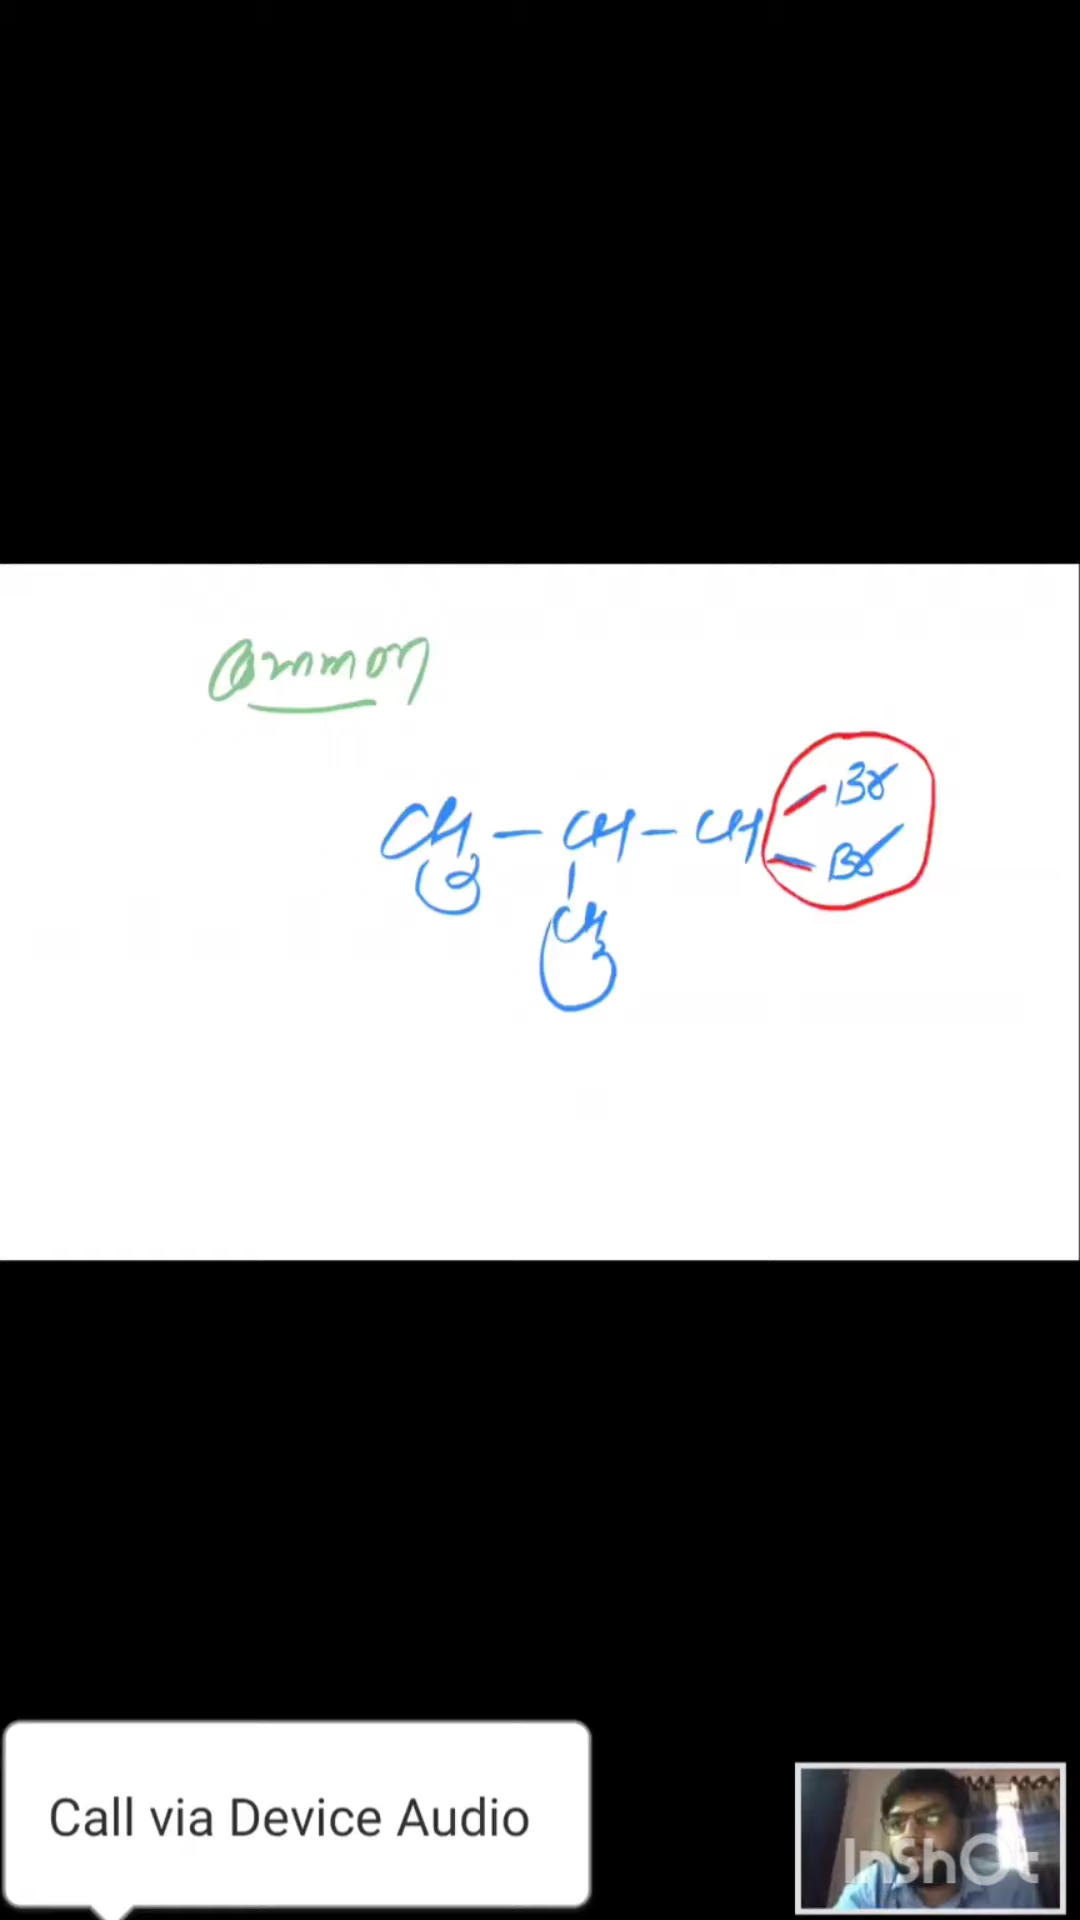 Common
CH3 – CH – CH – Br
– Br
CH3
Call via Device Audio
InShOt